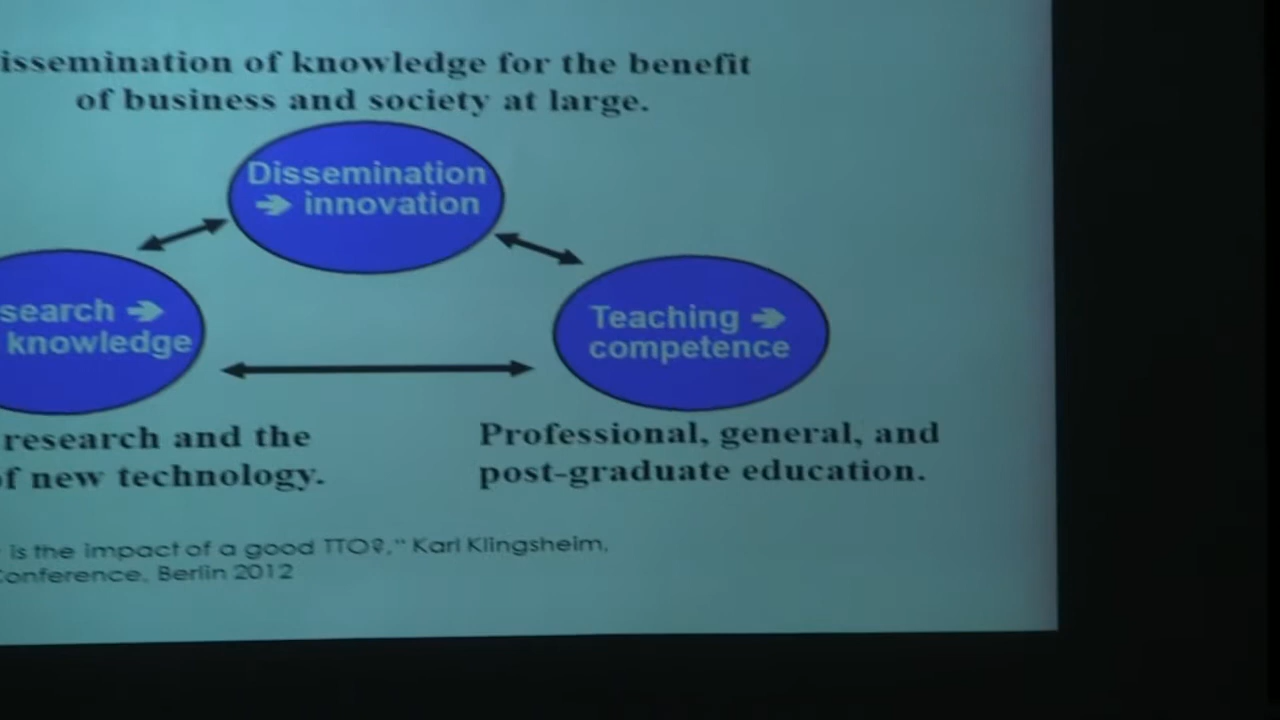 issemination of knowledge for the benefit
of business and society at large.
Dissemination
➔ innovation
search ➔
knowledge
Teaching ➔
competence
research and the
of new technology.
Professional, general, and
post-graduate education.
is the impact of a good TTO?," Karl Klingsheim,
Conference, Berlin 2012